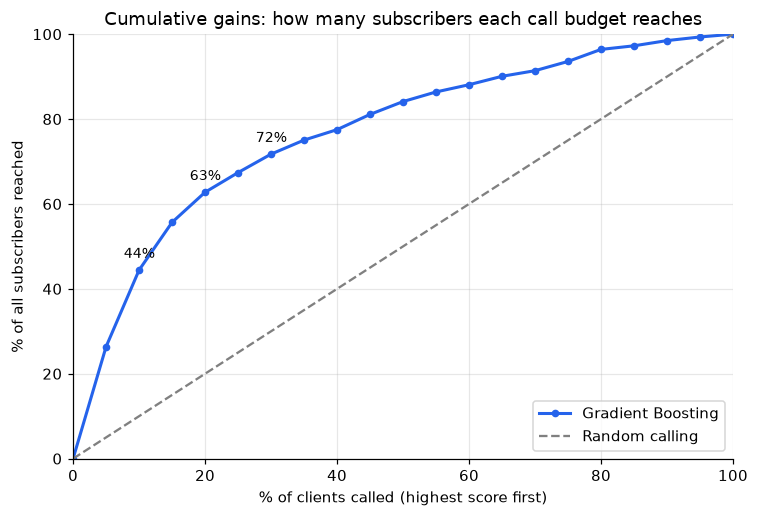 Cumulative gains: how many subscribers each call budget reaches
% of all subscribers reached
100
80
60
40
20
0
72%
63%
44%
Gradient Boosting
Random calling
0 20 40 60 80 100
% of clients called (highest score first)